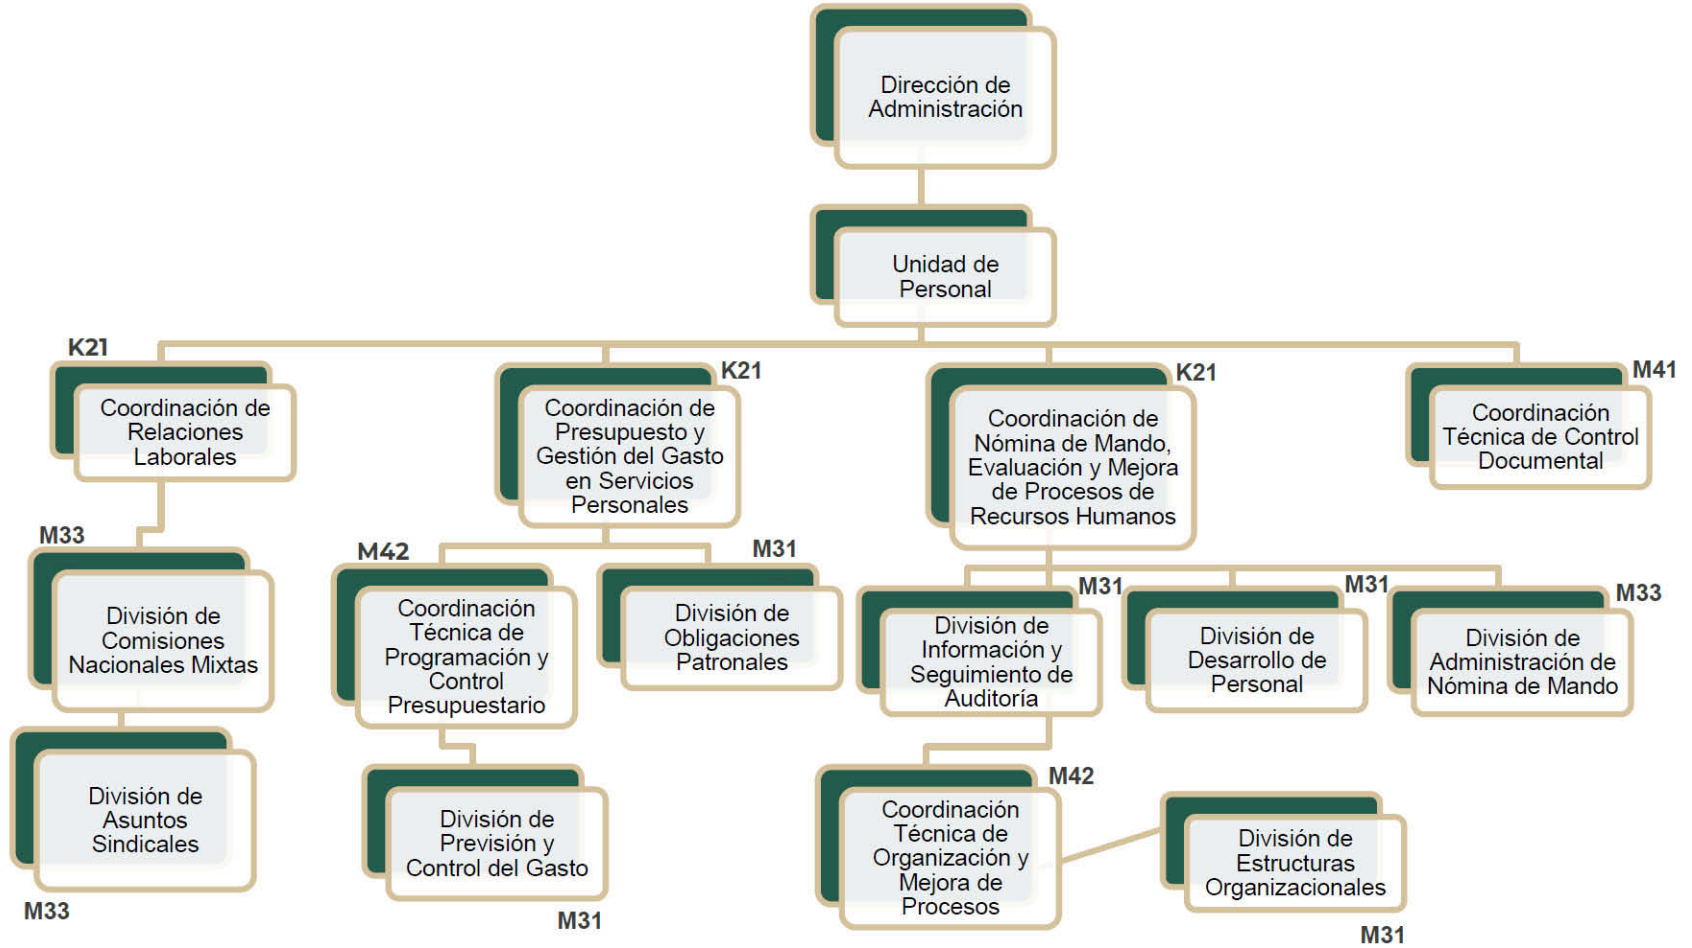 Dirección de
Administración
Unidad de
Personal
K21
Coordinación de
Relaciones
Laborales
K21
Coordinación de
Presupuesto y
Gestión del Gasto
en Servicios
Personales
K21
Coordinación de
Nómina de Mando,
Evaluación y Mejora
de Procesos de
Recursos Humanos
M41
Coordinación
Técnica de Control
Documental
M33
División de
Comisiones
Nacionales Mixtas
M42
Coordinación
Técnica de
Programación y
Control
Presupuestario
M31
División de
Obligaciones
Patronales
M31
División de
Información y
Seguimiento de
Auditoría
M31
División de
Desarrollo de
Personal
M33
División de
Administración de
Nómina de Mando
División de
Asuntos
Sindicales
M33
División de
Previsión y
Control del Gasto
M31
M42
Coordinación
Técnica de
Organización y
Mejora de
Procesos
División de
Estructuras
Organizacionales
M31